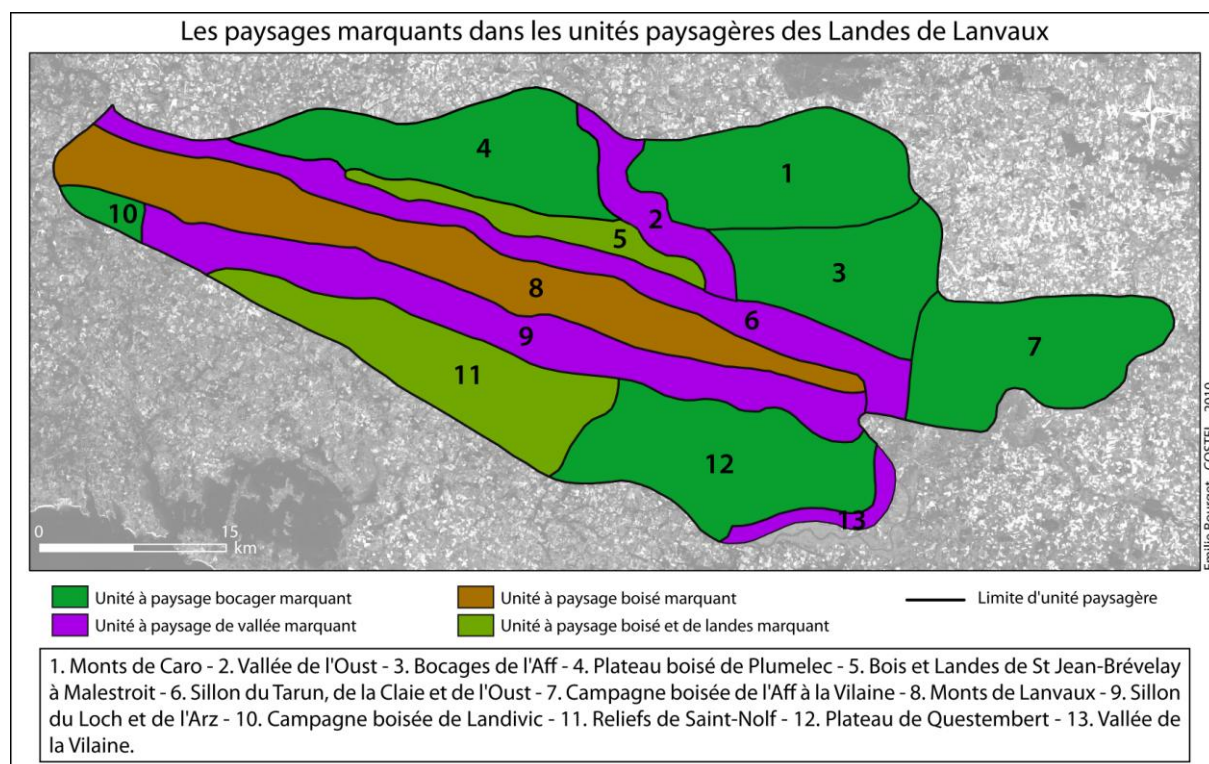 Les paysages marquants dans les unités paysagères des Landes de Lanvaux
N
W
4
1
10
5
2
3
8
6
9
7
11
12
13
0 15
km
Emilie Bourget - COSTEL - 2010
Unité à paysage bocager marquant
Unité à paysage boisé marquant
Limite d'unité paysagère
Unité à paysage de vallée marquant
Unité à paysage boisé et de landes marquant
1. Monts de Caro - 2. Vallée de l'Oust - 3. Bocages de l'Aff - 4. Plateau boisé de Plumelec - 5. Bois et Landes de St Jean-Brévelay
à Malestroit - 6. Sillon du Tarun, de la Claie et de l'Oust - 7. Campagne boisée de l'Aff à la Vilaine - 8. Monts de Lanvaux - 9. Sillon
du Loch et de l'Arz - 10. Campagne boisée de Landivic - 11. Reliefs de Saint-Nolf - 12. Plateau de Questembert - 13. Vallée de
la Vilaine.